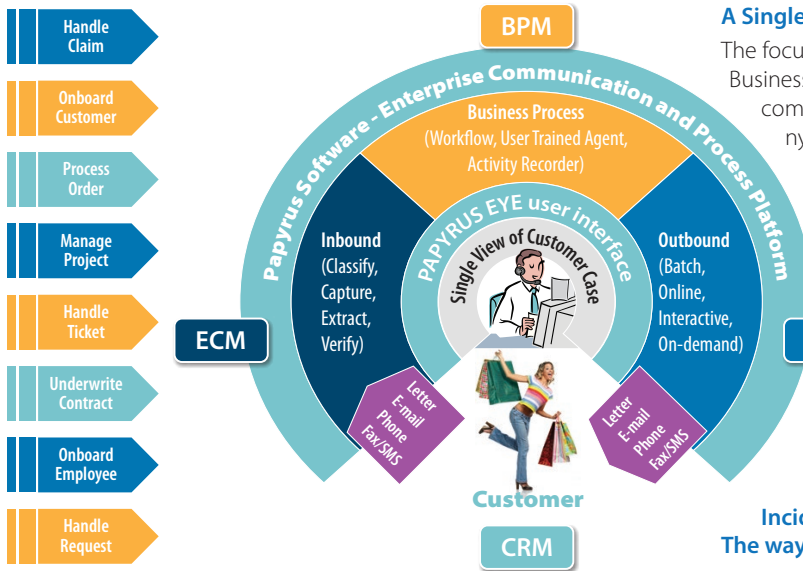 Handle
Claim
Onboard
Customer
Process
Order
Manage
Project
Handle
Ticket
Underwrite
Contract
Onboard
Employee
Handle
Request
BPM
Papyrus Software - Enterprise Communication and Process Platform
Business Process
(Workflow, User Trained Agent,
Activity Recorder)
PAPYRUS EYE user interface
Single View of Customer Case
Inbound
(Classify,
Capture,
Extract,
Verify)
Outbound
(Batch,
Online,
Interactive,
On-demand)
ECM
Letter
E-mail
Phone
Fax/SMS
Letter
E-mail
Phone
Fax/SMS
Customer
CRM
A Single
The focu
Business
com
ny
Incid
The way